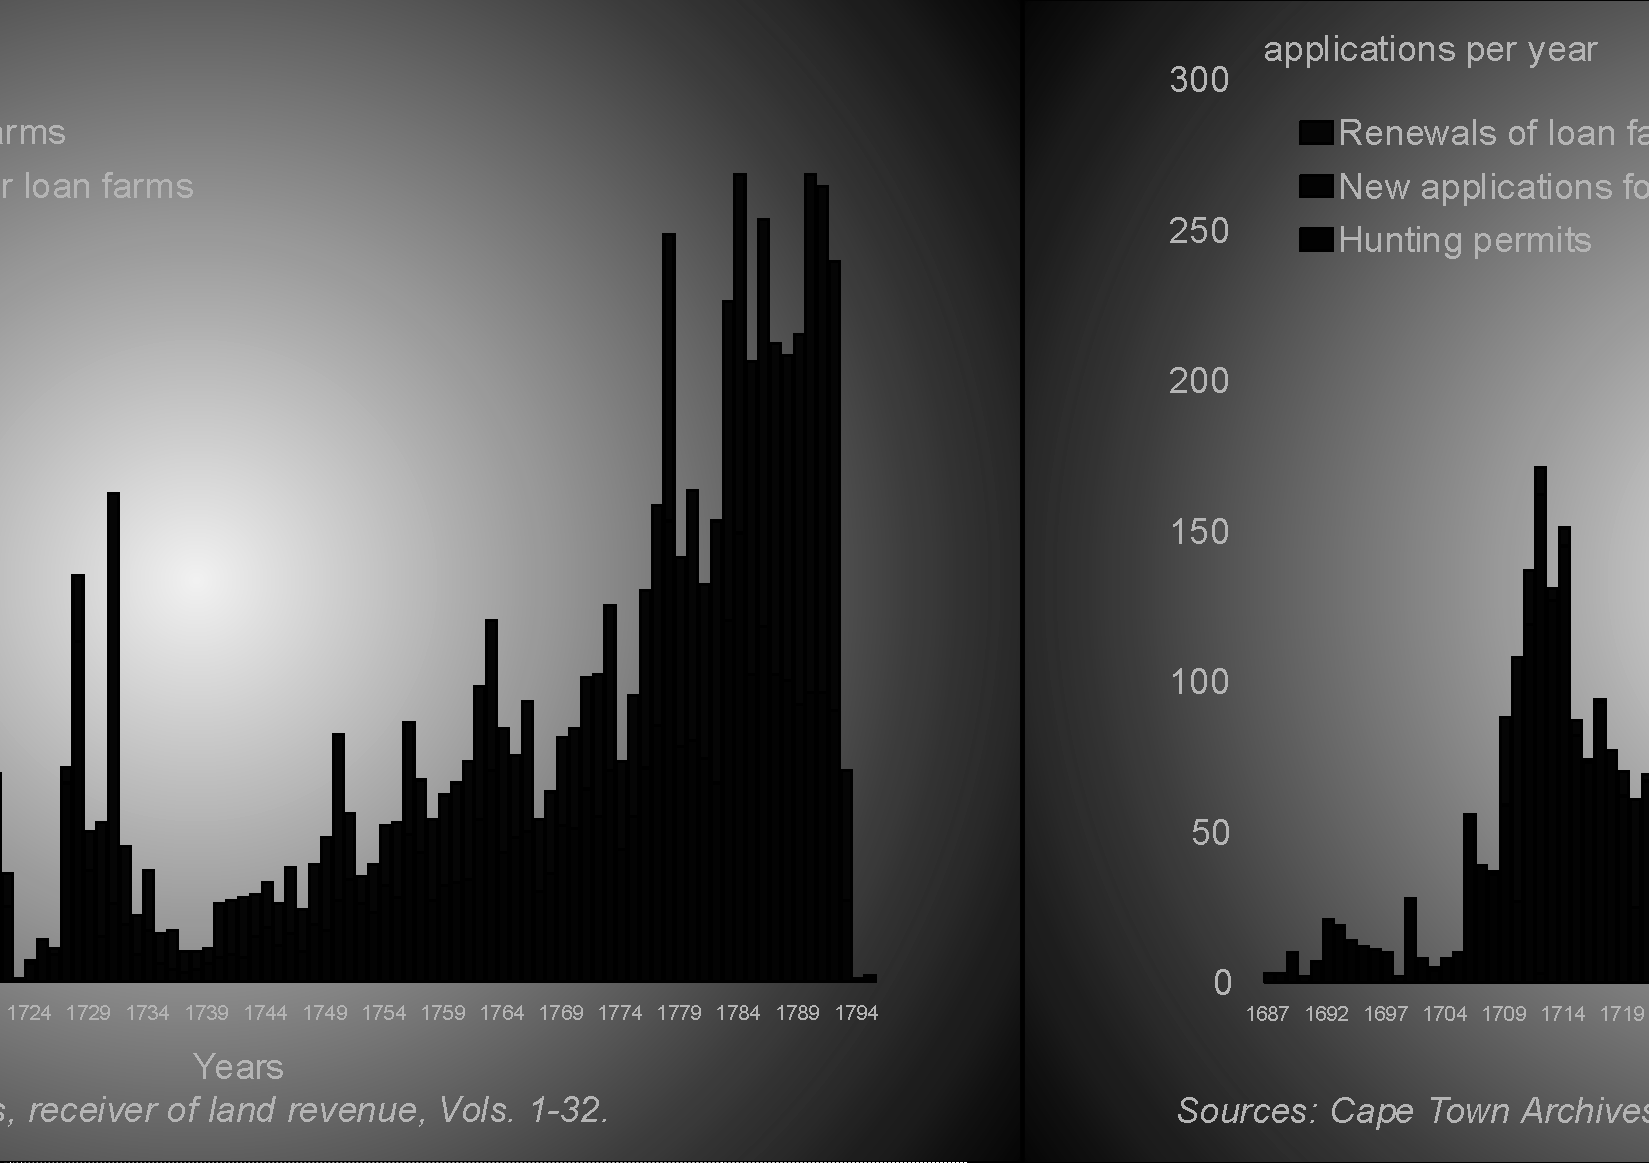 arms
r loan farms
1724 1729 1734 1739 1744 1749 1754 1759 1764 1769 1774 1779 1784 1789 1794
Years
s, receiver of land revenue, Vols. 1-32.
applications per year
300
Renewals of loan fa
New applications fo
250
Hunting permits
200
150
100
50
0
1687 1692 1697 1704 1709 1714 1719
Sources: Cape Town Archives